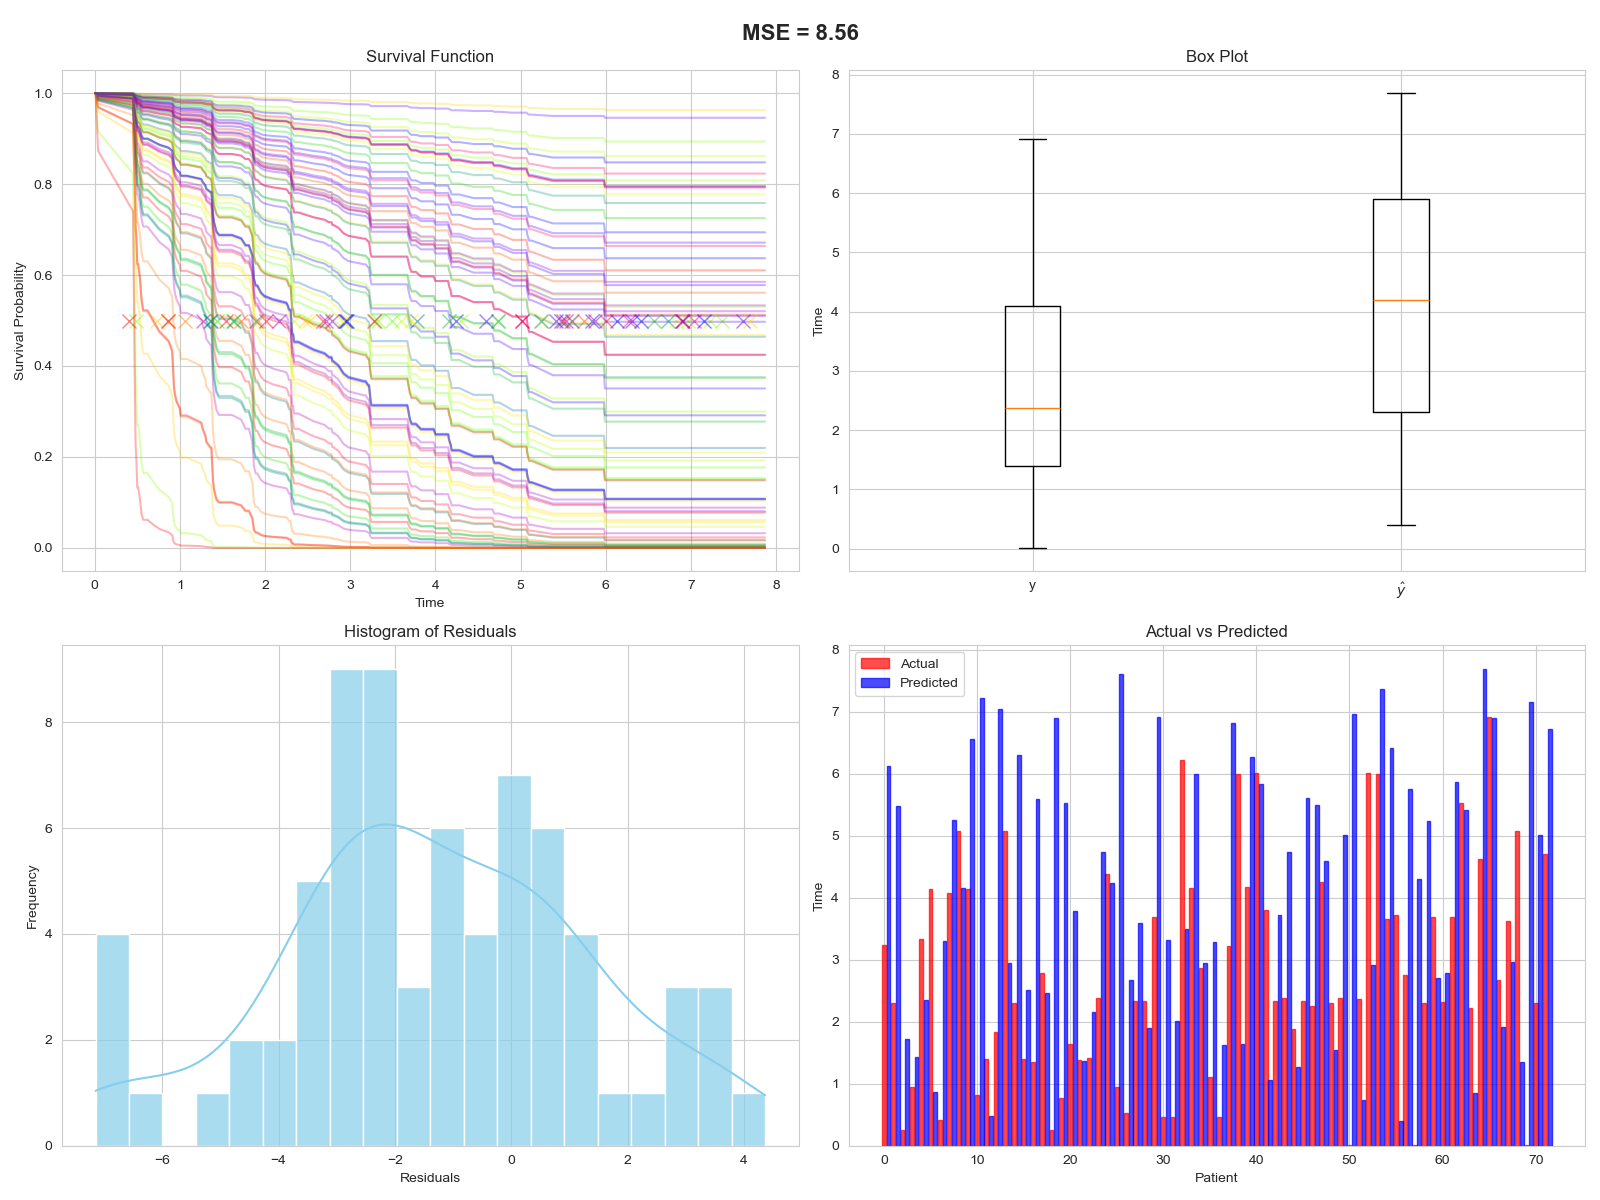 MSE = 8.56
Survival Function
Survival Probability
1.0
0.8
0.6
0.4
0.2
0.0
0 1 2 3 4 5 6 7 8
Time
Box Plot
Time
8
7
6
5
4
3
2
1
0
y ŷ
Histogram of Residuals
Frequency
8
6
4
2
0
−6 −4 −2 0 2 4
Residuals
Actual vs Predicted
Time
8
7
6
5
4
3
2
1
0
Actual
Predicted
0 10 20 30 40 50 60 70
Patient